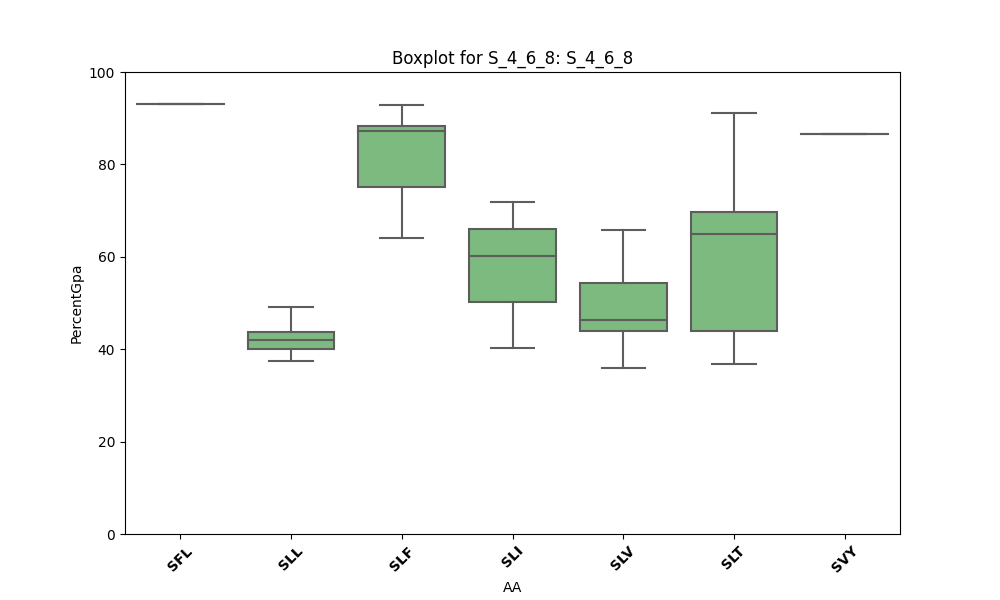 Boxplot for S_4_6_8: S_4_6_8
100
80
60
40
20
0
PercentGpa
SFL
SLL
SLF
SLI
SLV
SLT
SVY
AA